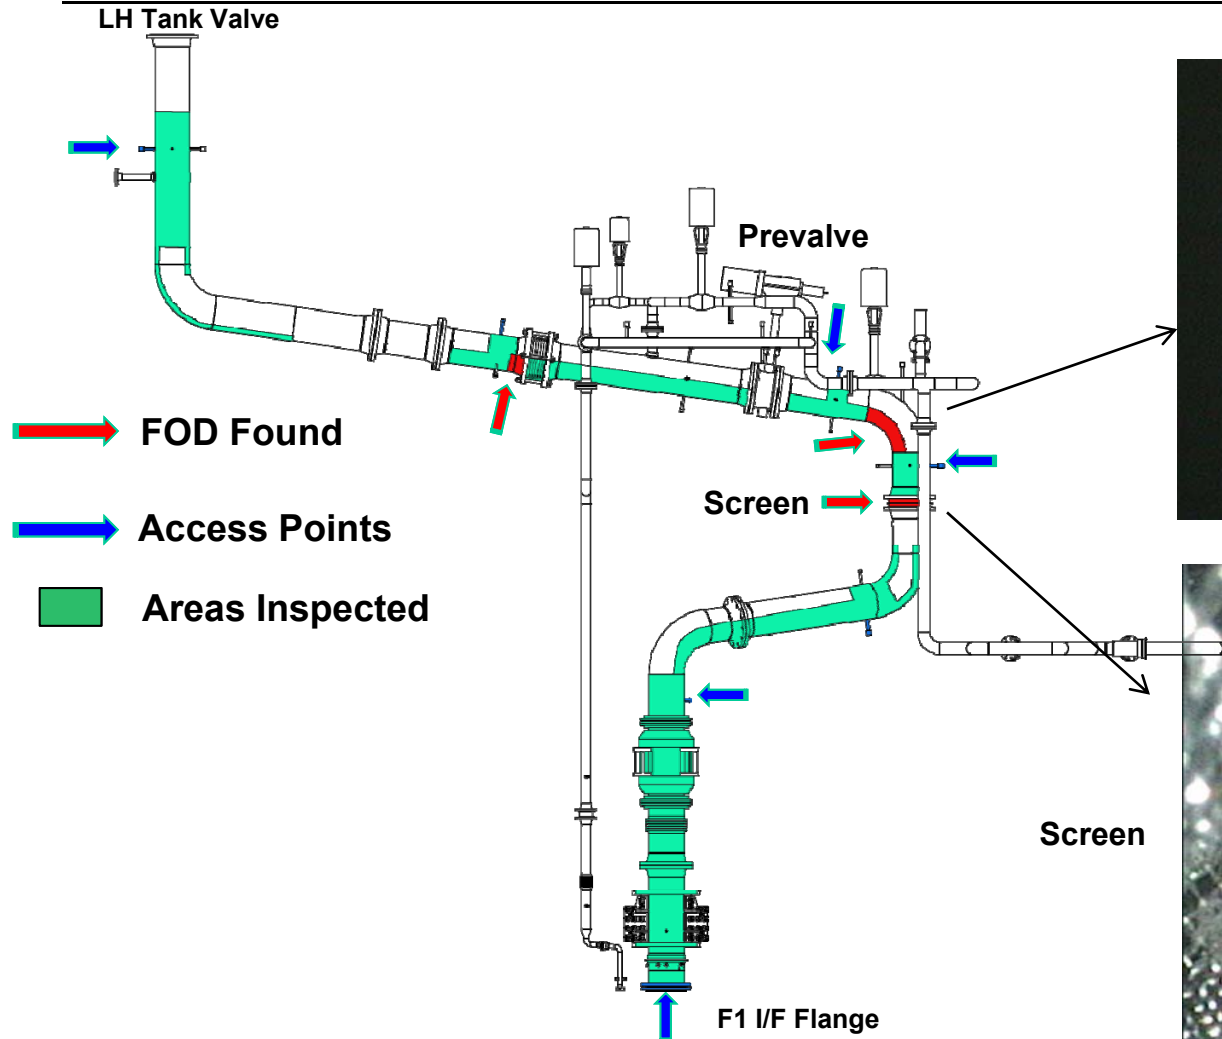 LH Tank Valve
Prevalve
FOD Found
Screen
Access Points
Areas Inspected
Screen
F1 I/F Flange